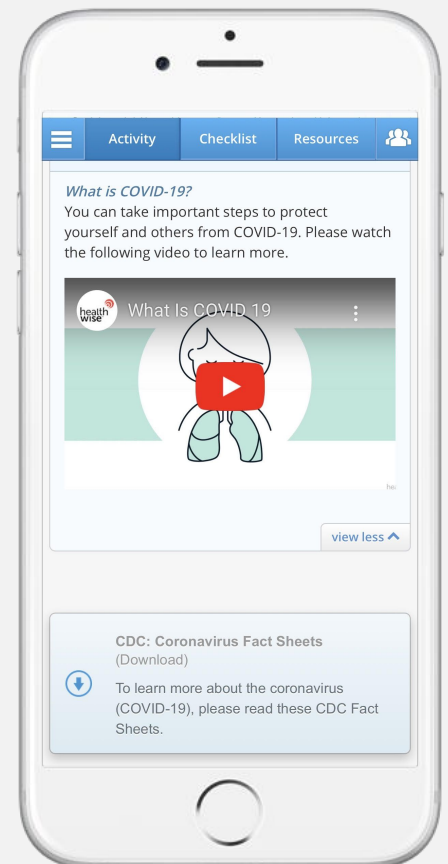 Activity Checklist Resources
What is COVID-19?
You can take important steps to protect
yourself and others from COVID-19. Please watch
the following video to learn more.
health
wise
What Is COVID 19
view less
CDC: Coronavirus Fact Sheets
(Download)
To learn more about the coronavirus
(COVID-19), please read these CDC Fact
Sheets.